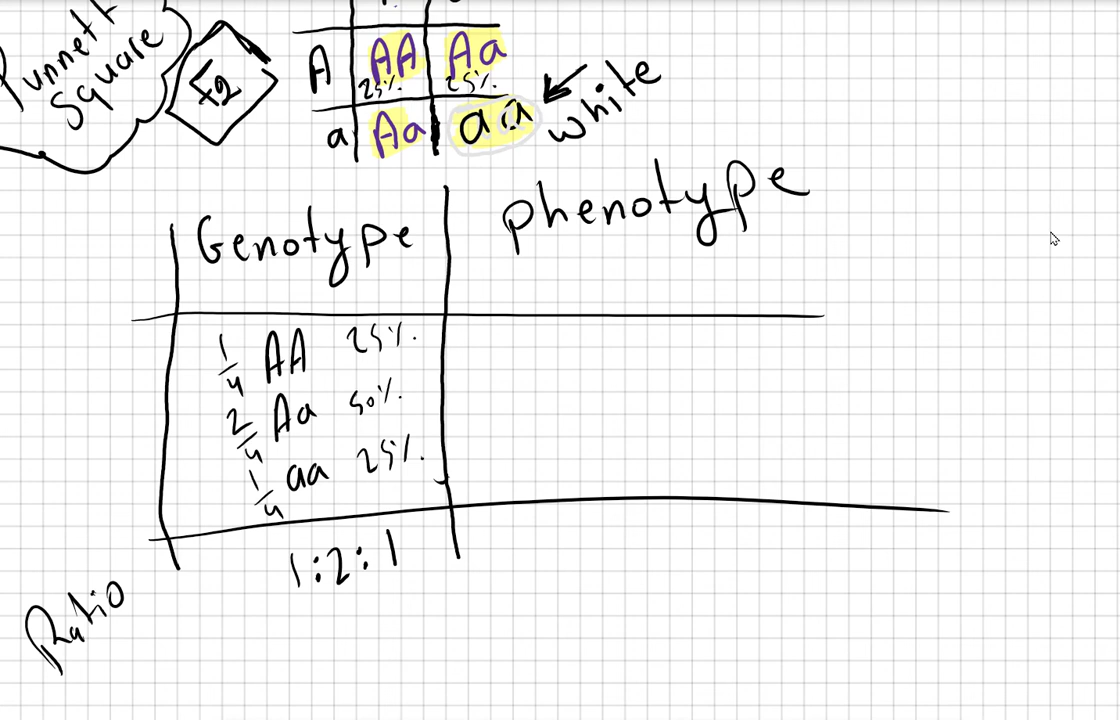 Punnett
Square
F2
A AA Aa
25% 25%
a Aa aa
white
Genotype Phenotype
1/4 AA 25%
2/4 Aa 50%
1/4 aa 25%
Ratio 1:2:1